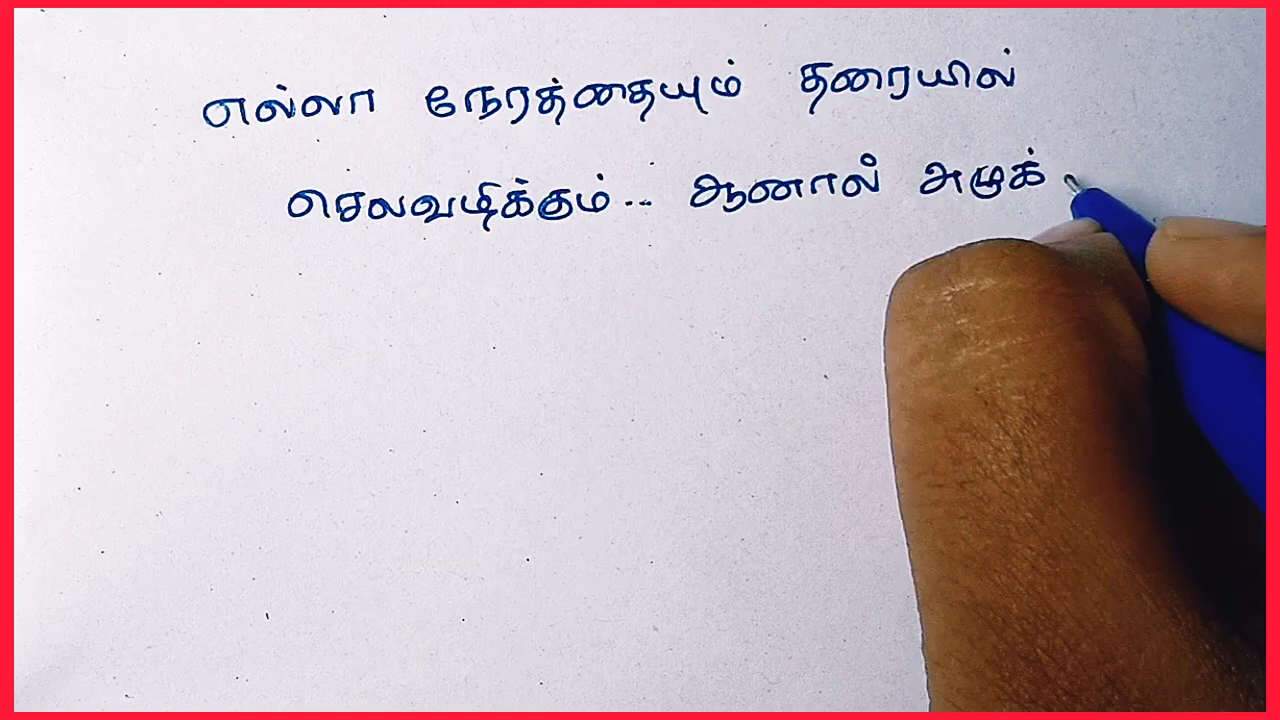 எல்லா நேரத்தையும் தரையில்
செலவழிக்கும்.. ஆனால் அழுக்